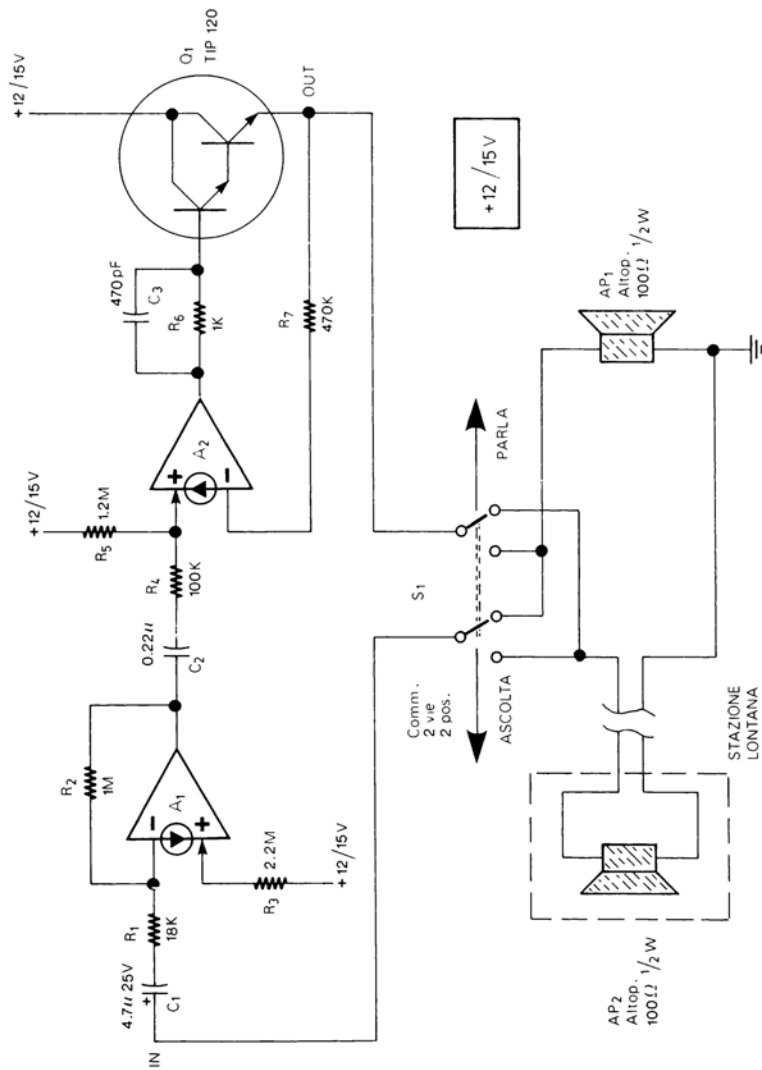 +12/15V
Q1
TIP 120
470pF
C3
R6
1K
OUT
R7
470K
+12/15V
1.2M
R5
A2
+
−
R4
100K
0.22µ
C2
R2
1M
A1
−
+
2.2M
R3
+12/15V
R1
18K
4.7µ 25V
+
C1
IN
+12/15V
PARLA
S1
Comm.
2 vie
2 pos.
ASCOLTA
AP1
Altop.
100Ω 1/2W
STAZIONE
LONTANA
AP2
Altop.
100Ω 1/2W